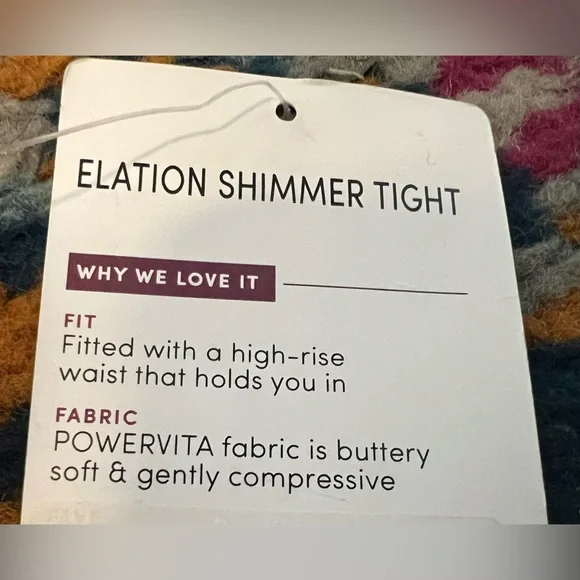 ELATION SHIMMER TIGHT
WHY WE LOVE IT
FIT
Fitted with a high-rise
waist that holds you in
FABRIC
POWERVITA fabric is buttery
soft & gently compressive